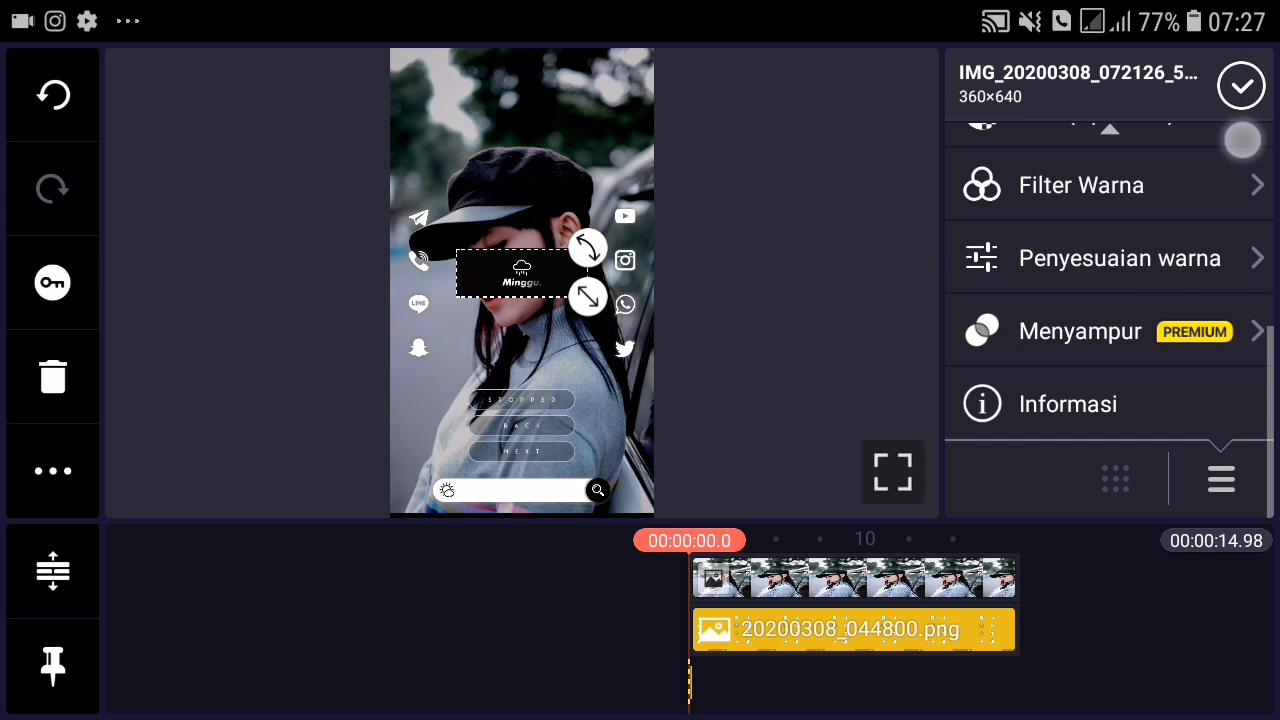 77% 07:27
IMG_20200308_072126_5...
360×640
Filter Warna
Penyesuaian warna
Menyampur PREMIUM
Informasi
LINE
Minggu.
STOPPED
BACK
NEXT
00:00:00.0
10
00:00:14.98
20200308_044800.png